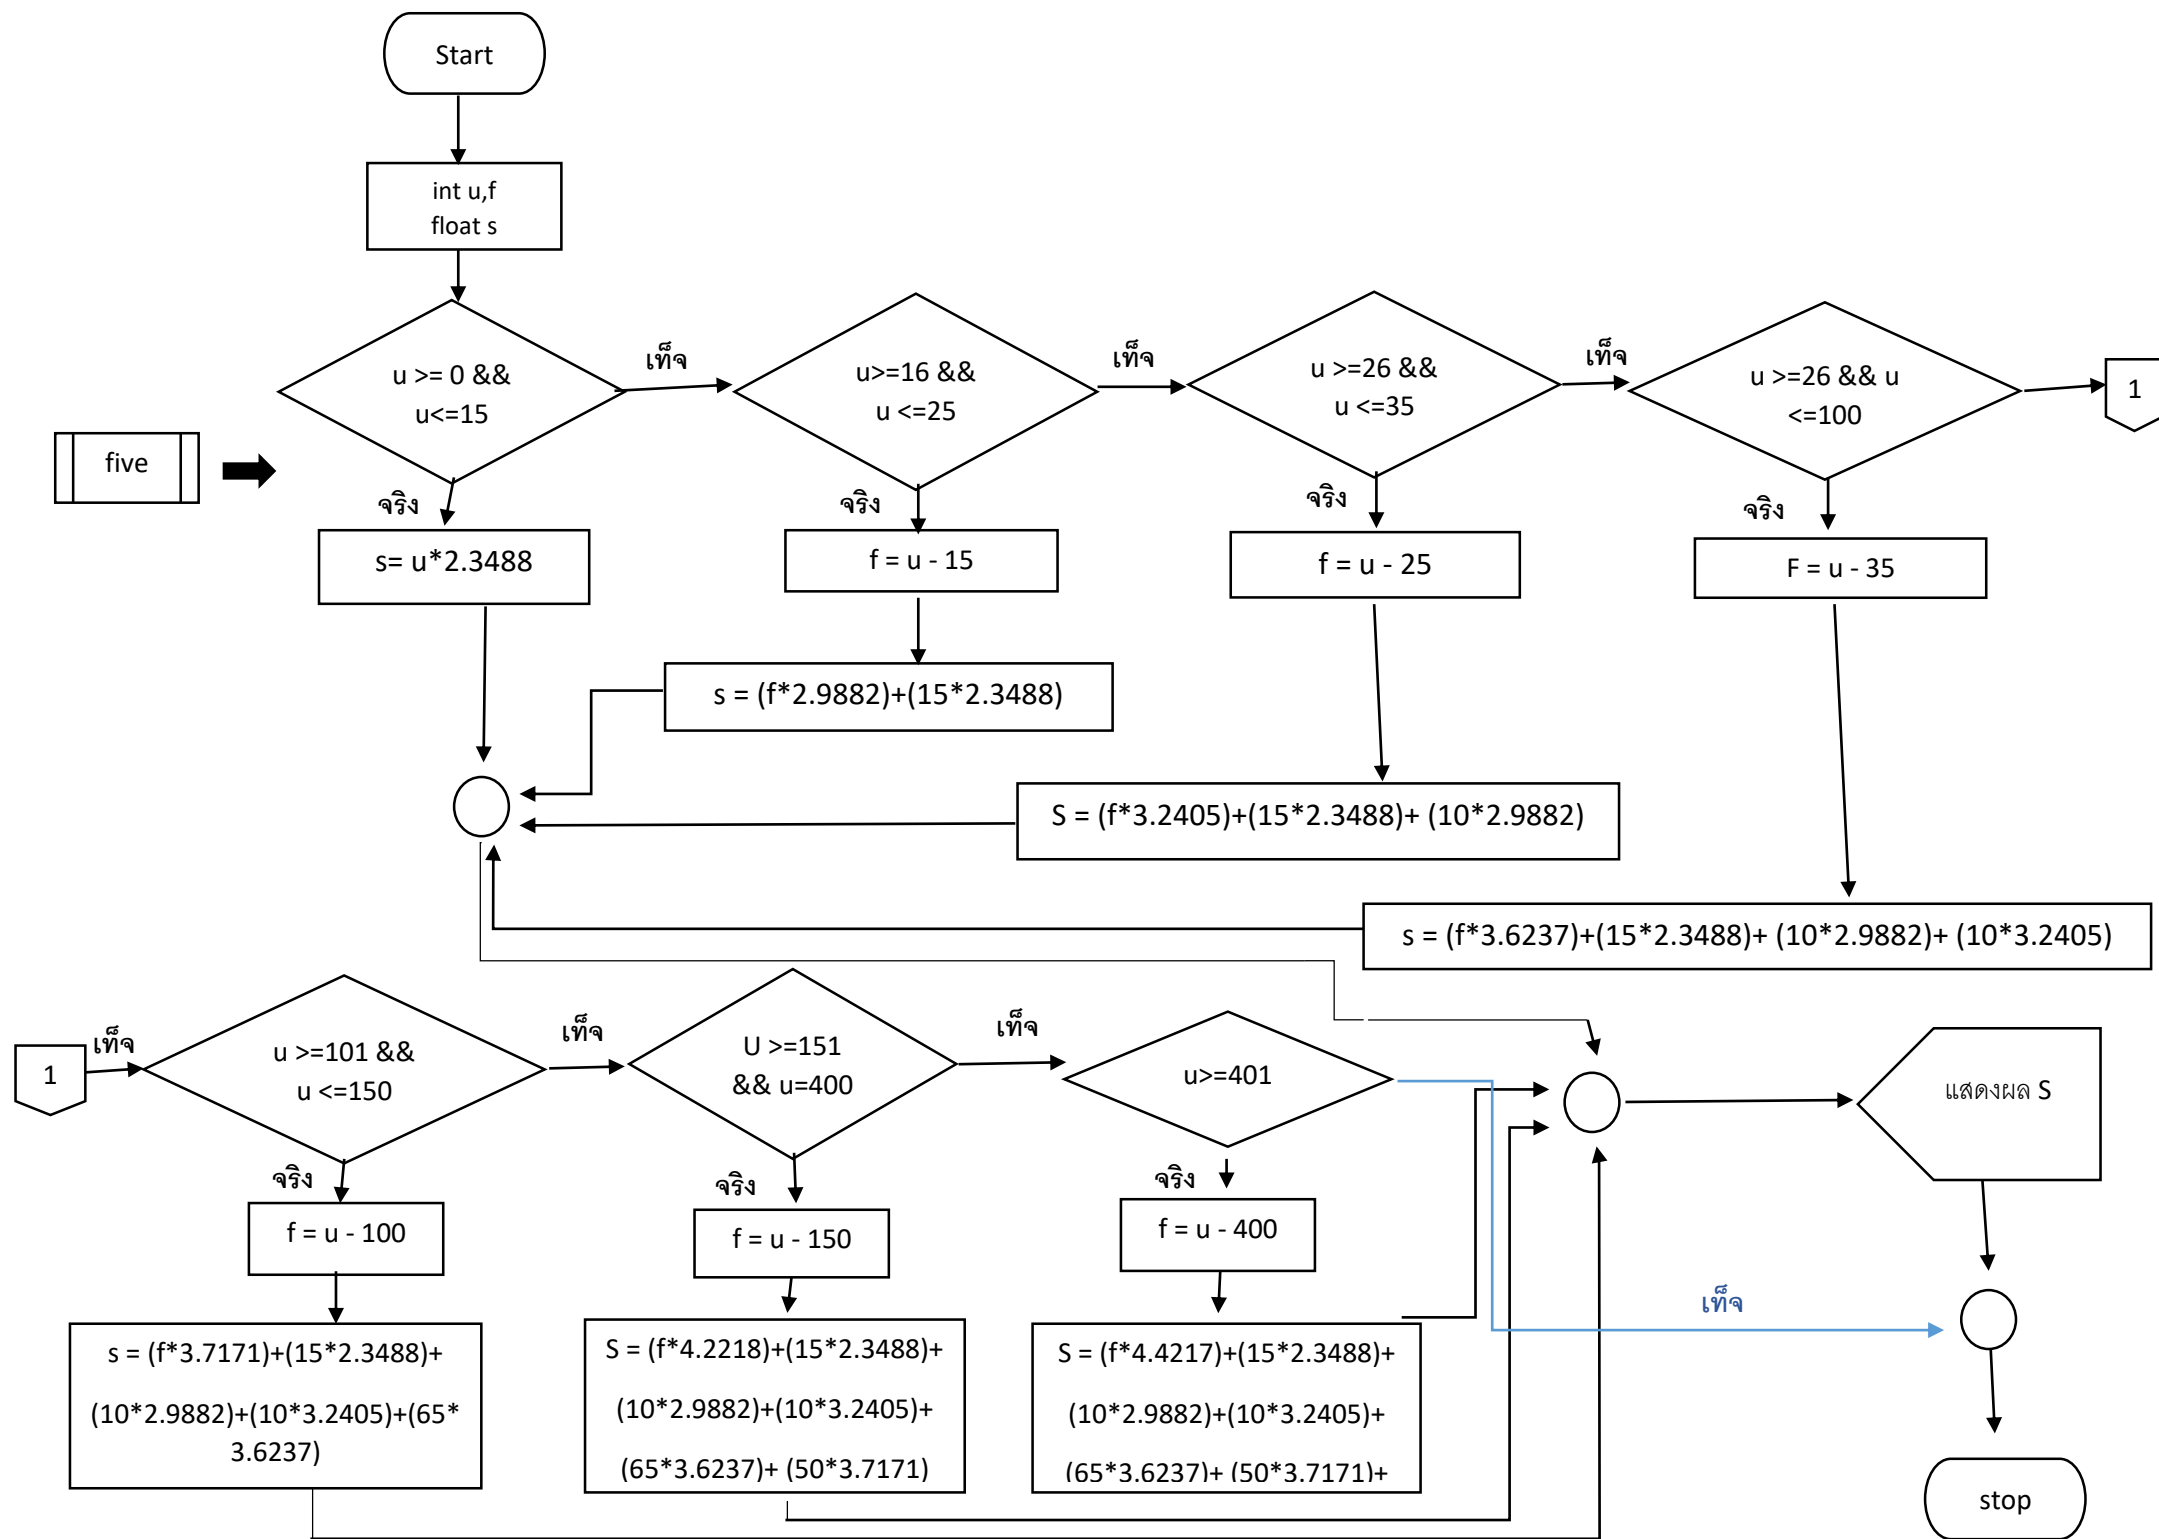 Start
int u,f
float s
u >= 0 &&
u<=15
เท็จ
u>=16 &&
u <=25
เท็จ
u >=26 &&
u <=35
เท็จ
u >=26 && u
<=100
1
five
จริง
จริง
จริง
จริง
s= u*2.3488
f = u - 15
f = u - 25
F = u - 35
s = (f*2.9882)+(15*2.3488)
S = (f*3.2405)+(15*2.3488)+ (10*2.9882)
s = (f*3.6237)+(15*2.3488)+ (10*2.9882)+ (10*3.2405)
1
เท็จ
u >=101 &&
u <=150
เท็จ
U >=151
&& u=400
เท็จ
u>=401
แสดงผล S
จริง
จริง
จริง
f = u - 100
f = u - 150
f = u - 400
เท็จ
s = (f*3.7171)+(15*2.3488)+
(10*2.9882)+(10*3.2405)+(65*
3.6237)
S = (f*4.2218)+(15*2.3488)+
(10*2.9882)+(10*3.2405)+
(65*3.6237)+ (50*3.7171)
S = (f*4.4217)+(15*2.3488)+
(10*2.9882)+(10*3.2405)+
(65*3.6237)+ (50*3.7171)+
stop